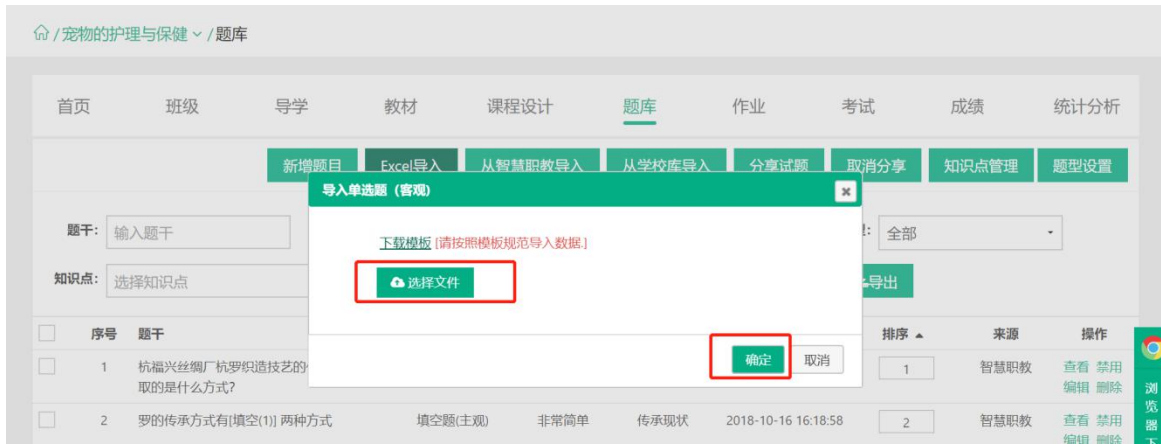 /宠物的护理与保健 /题库
首页 班级 导学 教材 课程设计 题库 作业 考试 成绩 统计分析
新增题目 Excel导入 从智慧职教导入 从学校库导入 分享试题 取消分享 知识点管理 题型设置
导入单选题（客观）
题干: 输入题干 全部
下载模板 [请按照模板规范导入数据.]
知识点: 选择知识点 选择文件 导出
序号 题干 排序 来源 操作
确定 取消
1 杭福兴丝绸厂杭罗织造技艺的 1 智慧职教 查看 禁用
取的是什么方式? 编辑 删除
2 罗的传承方式有[填空(1)] 两种方式 填空题(主观) 非常简单 传承现状 2018-10-16 16:18:58 2 智慧职教 查看 禁用
编辑 删除
浏
览
器